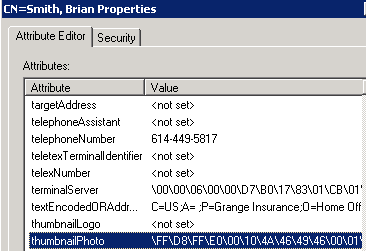 CN=Smith, Brian Properties
Attribute Editor Security
Attributes:
Attribute Value
targetAddress <not set>
telephoneAssistant <not set>
telephoneNumber 614-449-5817
teletexTerminalIdentifier <not set>
telexNumber <not set>
terminalServer \00\00\06\00\00\D7\B0\17\83\01\CB\01\
textEncodedORAddr... C=US;A= ;P=Grange Insurance;O=Home Off
thumbnailLogo <not set>
thumbnailPhoto \FF\D8\FF\E0\00\10\4A\46\49\46\00\01\